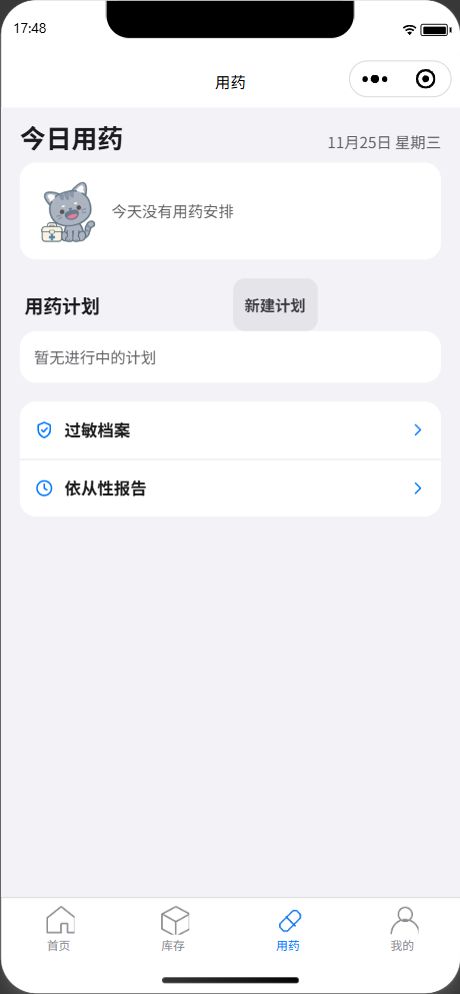 17:48
用药
今日用药
11月25日 星期三
今天没有用药安排
用药计划
新建计划
暂无进行中的计划
过敏档案
依从性报告
首页
库存
用药
我的